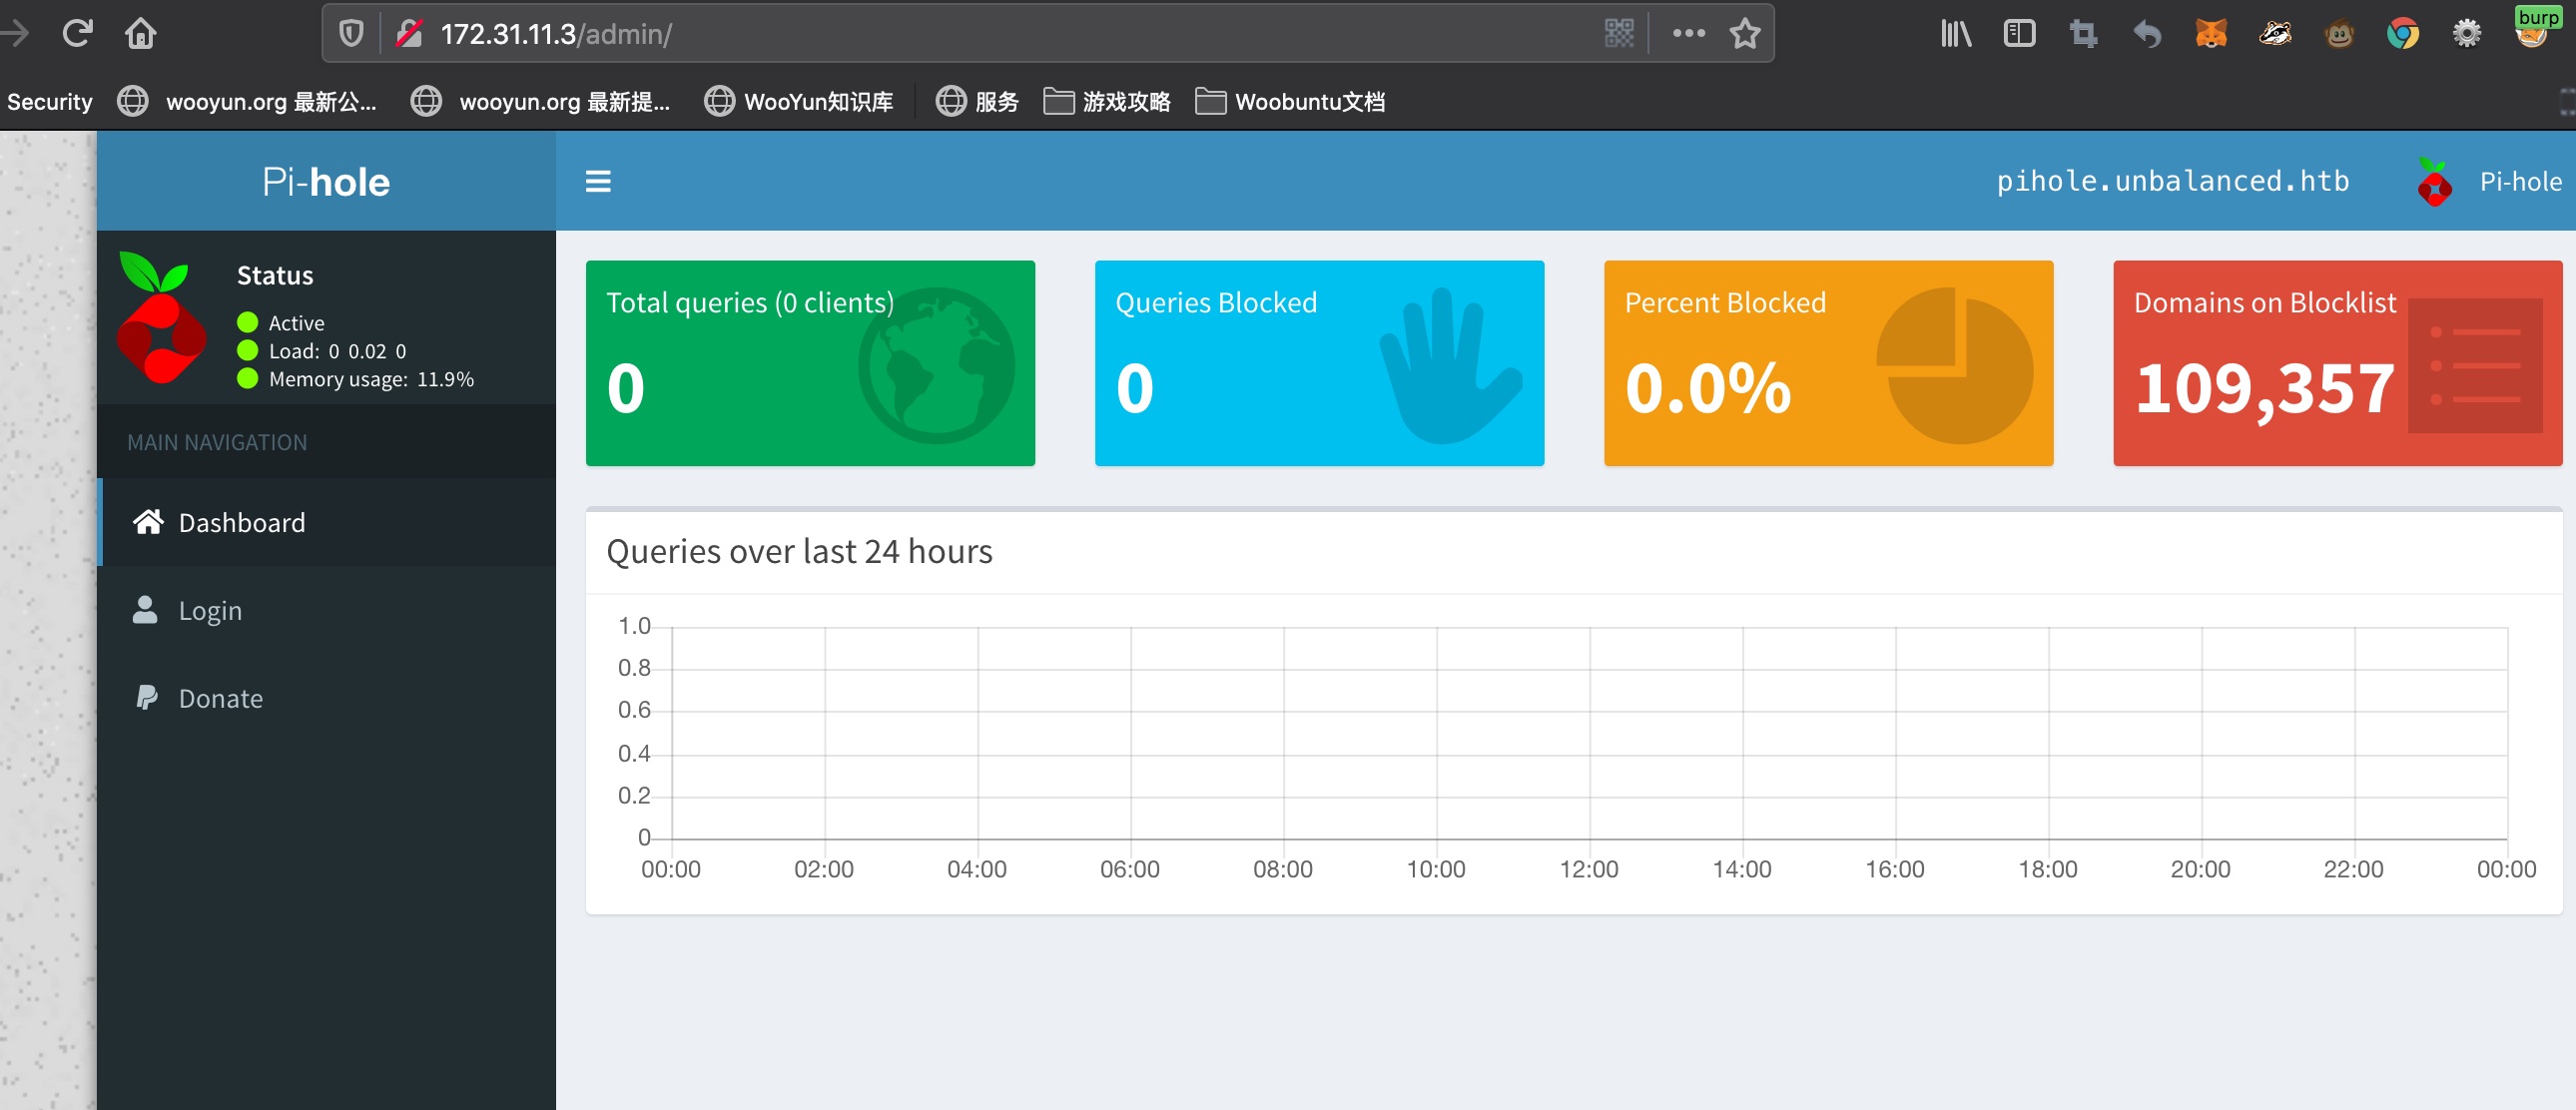 172.31.11.3/admin/
burp
Security wooyun.org 最新公... wooyun.org 最新提... WooYun知识库 服务 游戏攻略 Woobuntu文档
Pi-hole
pihole.unbalanced.htb
Pi-hole
Status
Active
Load: 0 0.02 0
Memory usage: 11.9%
MAIN NAVIGATION
Dashboard
Login
Donate
Total queries (0 clients)
0
Queries Blocked
0
Percent Blocked
0.0%
Domains on Blocklist
109,357
Queries over last 24 hours
1.0
0.8
0.6
0.4
0.2
0
00:00 02:00 04:00 06:00 08:00 10:00 12:00 14:00 16:00 18:00 20:00 22:00 00:00